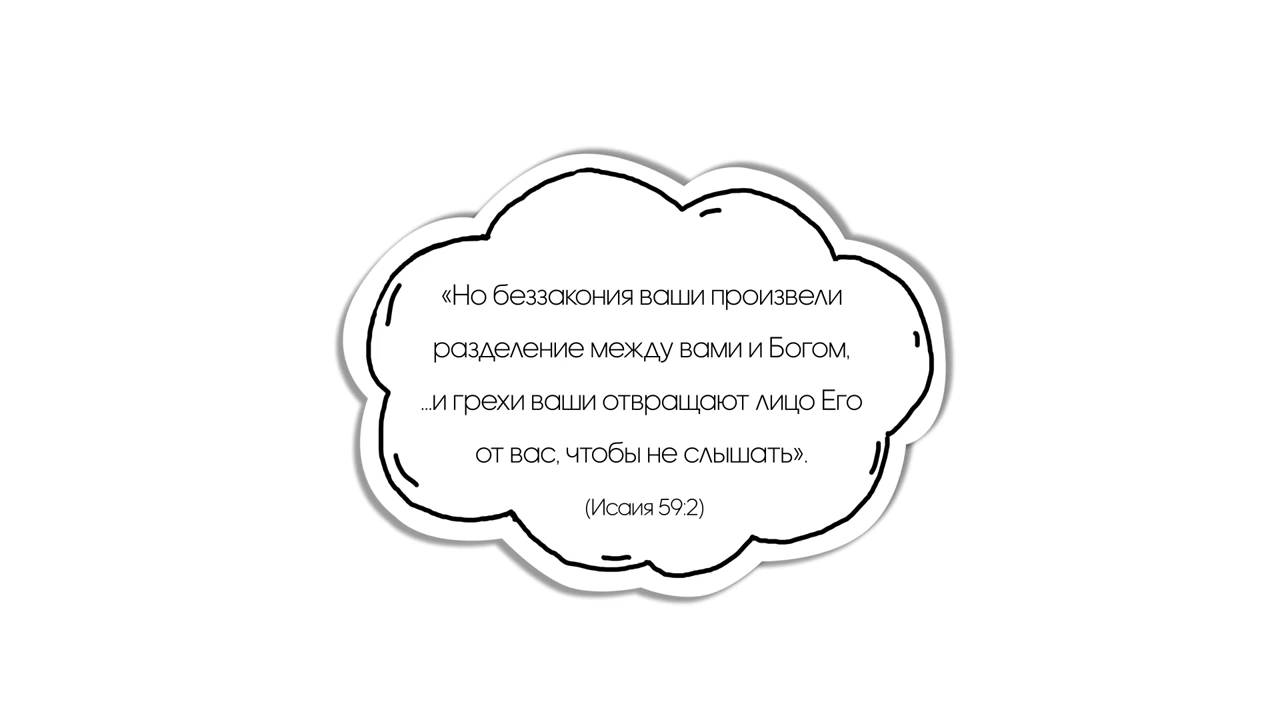 «Но беззакония ваши произвели
разделение между вами и Богом,
...и грехи ваши отвращают лицо Его
от вас, чтобы не слышать».
(Исаия 59:2)